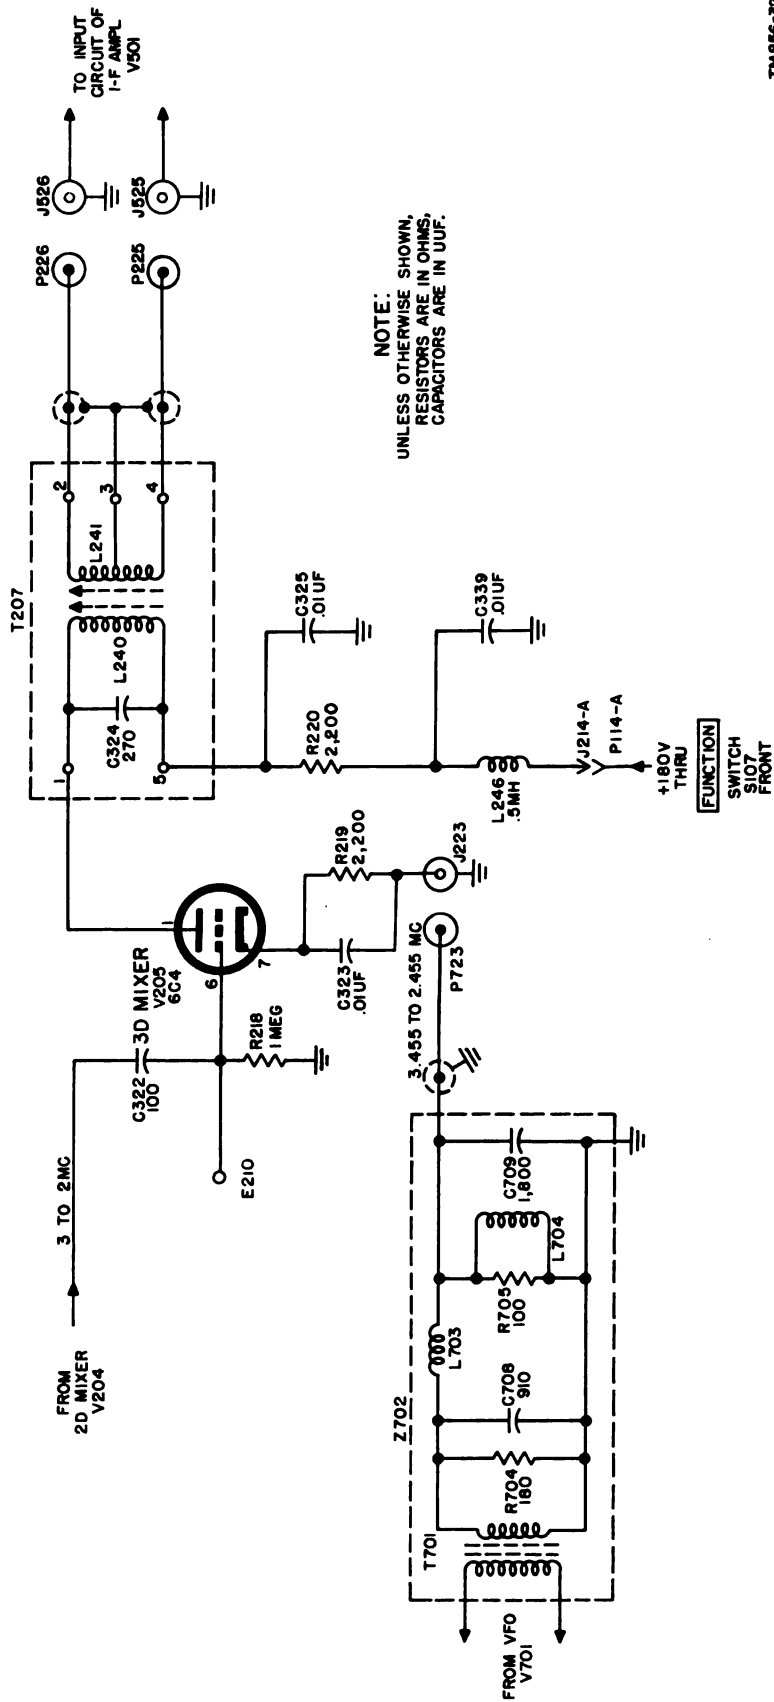 FROM
2D MIXER
V204
3 TO 2MC
C322
100
3D MIXER
V205
6C4
1
6
7
E210
R218
1 MEG
C323
.01UF
R219
2,200
J223
P723
3.455 TO 2.455 MC
T207
1
C324
270
L240
L241
5
2
3
4
P226
J526
P225
J525
TO INPUT
CIRCUIT OF
I-F AMPL
V501
C325
.01UF
R220
2,200
C339
.01UF
L246
.5MH
J214-A
P114-A
+180V
THRU
FUNCTION
SWITCH
S107
FRONT
NOTE:
UNLESS OTHERWISE SHOWN,
RESISTORS ARE IN OHMS,
CAPACITORS ARE IN UUF.
Z702
T701
FROM VFO
V701
R704
180
C708
910
L703
R705
100
L704
C709
1,800